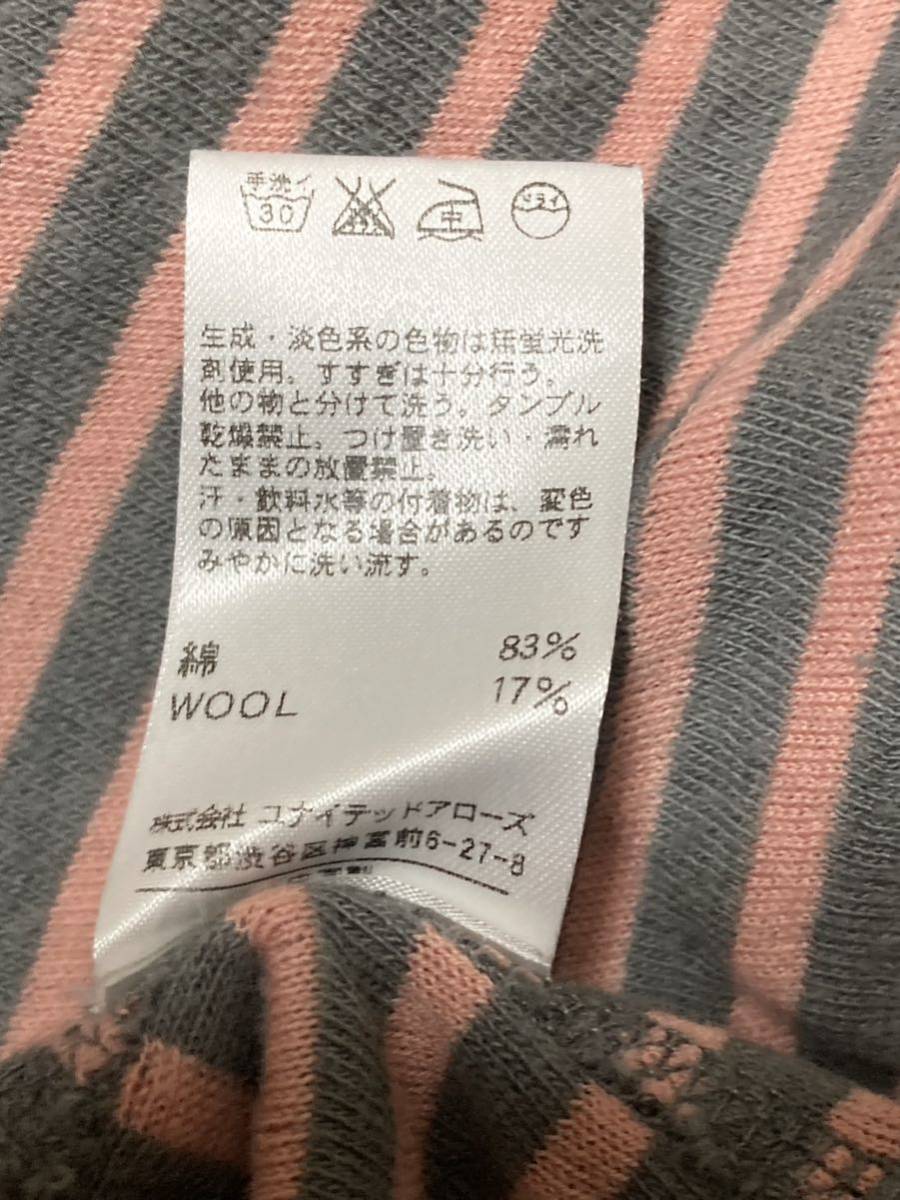 手洗イ
30
中
ドライ
生成・淡色系の色物は無蛍光洗
剤使用。すすぎは十分行う。
他の物と分けて洗う。タンブル
乾燥禁止。つけ置き洗い・濡れ
たままの放置禁止。
汗・飲料水等の付着物は、変色
の原因となる場合があるのです
みやかに洗い流す。
綿 83%
WOOL 17%
株式会社 ユナイテッドアローズ
東京都渋谷区神宮前6-27-8